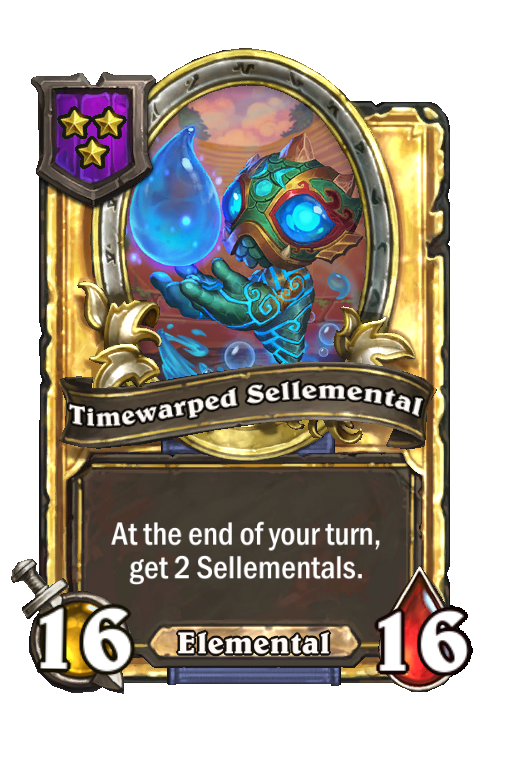 Timewarped Sellemental
At the end of your turn,
get 2 Sellementals.
16
Elemental
16